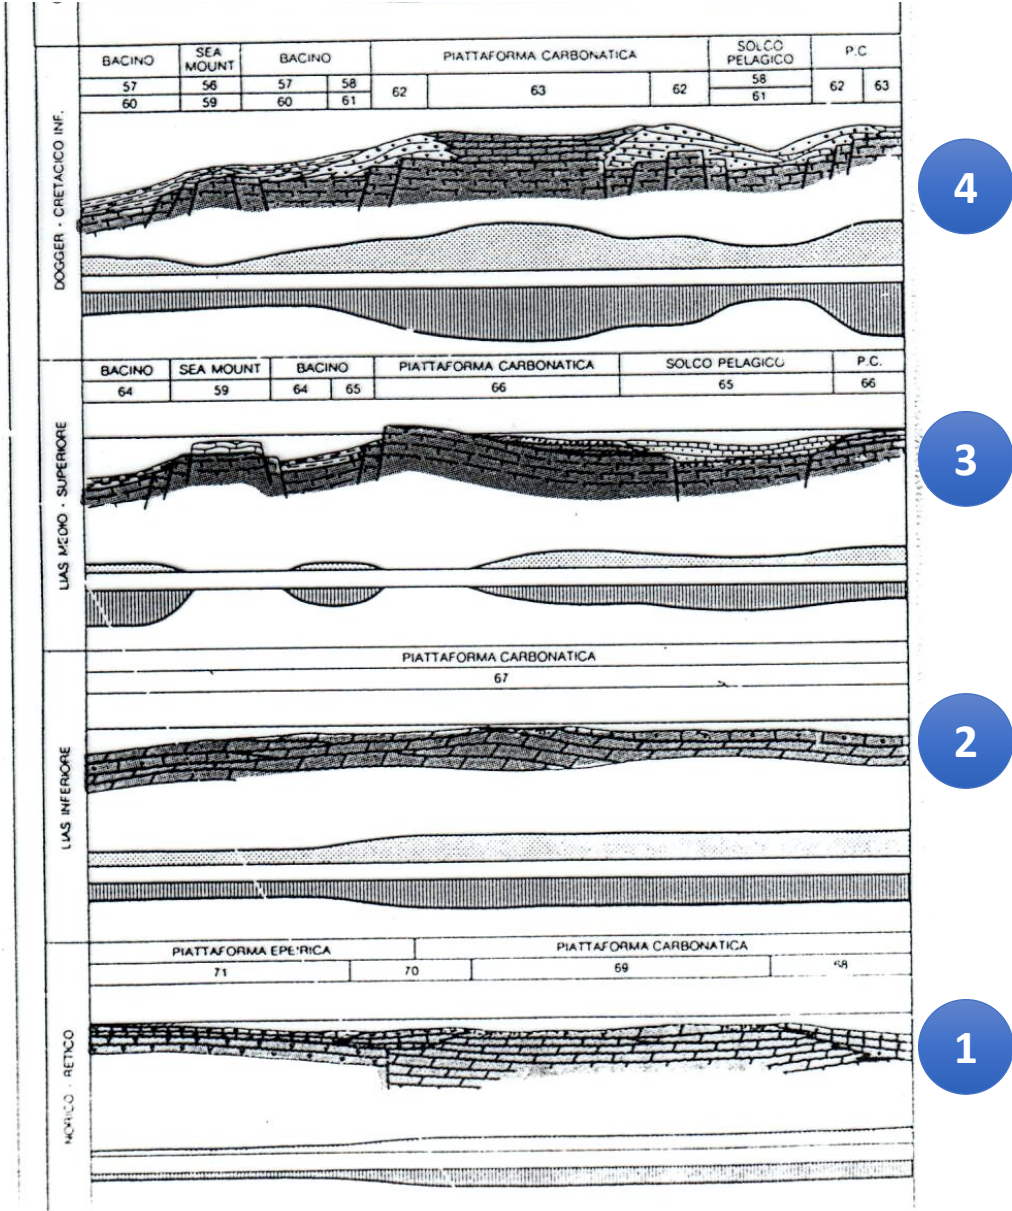 BACINO SEA MOUNT BACINO PIATTAFORMA CARBONATICA SOLCO PELAGICO P.C
57 56 57 58 62 63 62 58 62 63
60 59 60 61 61
DOGGER - CRETACICO INF.
4
BACINO SEA MOUNT BACINO PIATTAFORMA CARBONATICA SOLCO PELAGICO P.C.
64 59 64 65 66 65 66
LIAS MEDIO - SUPERIORE
3
PIATTAFORMA CARBONATICA
67
LIAS INFERIORE
2
PIATTAFORMA EPE'RICA PIATTAFORMA CARBONATICA
71 70 69 68
NORICO - RETICO
1